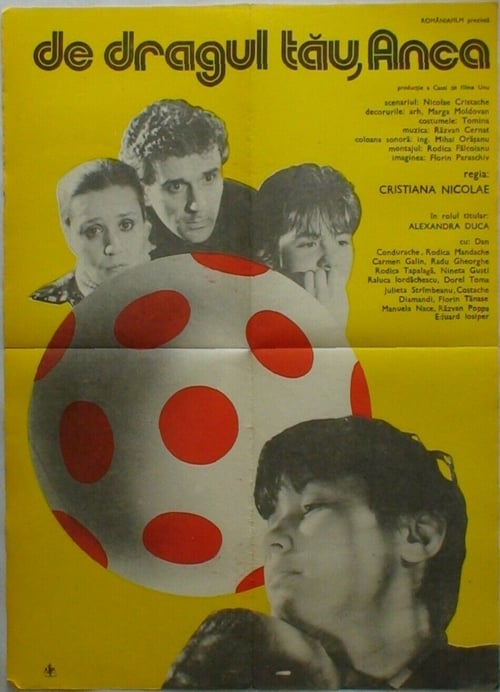 ROMÂNIAFILM prezintă
de dragul tău, Anca
producție a Casei de filme Unu
scenariul: Nicolae Cristache
decorurile: arh. Marga Moldovan
costumele: Tomina
muzica: Răzvan Cernat
coloana sonoră: ing. Mihai Orășanu
montajul: Rodica Fălcoianu
imaginea: Florin Paraschiv
regia:
CRISTIANA NICOLAE
în rolul titular:
ALEXANDRA DUCA
cu: Dan
Condurache, Rodica Mandache
Carmen Galin, Radu Gheorghe
Rodica Tapalagă, Nineta Gusti
Raluca Iordăchescu, Dorel Toma
Julieta Strîmbeanu, Costache
Diamandi, Florin Tănase
Manuela Nace, Răzvan Poppa
Eduard